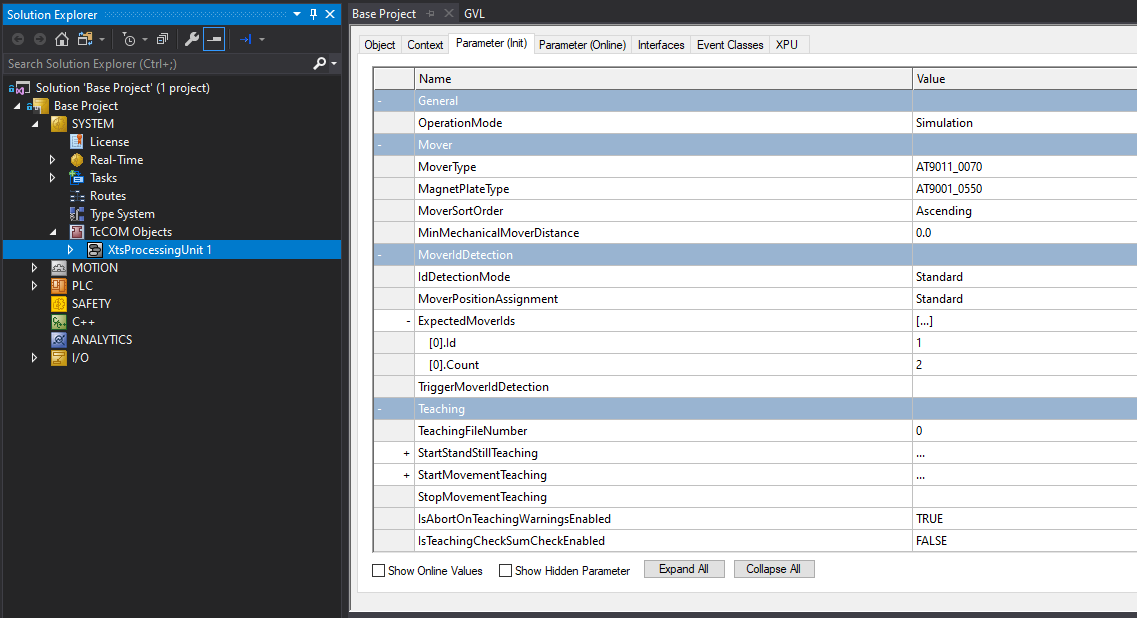 Solution Explorer
Search Solution Explorer (Ctrl+;)
Solution 'Base Project' (1 project)
Base Project
SYSTEM
License
Real-Time
Tasks
Routes
Type System
TcCOM Objects
XtsProcessingUnit 1
MOTION
PLC
SAFETY
C++
ANALYTICS
I/O
Base Project GVL
Object Context Parameter (Init) Parameter (Online) Interfaces Event Classes XPU
Name Value
- General
OperationMode Simulation
- Mover
MoverType AT9011_0070
MagnetPlateType AT9001_0550
MoverSortOrder Ascending
MinMechanicalMoverDistance 0.0
- MoverIdDetection
IdDetectionMode Standard
MoverPositionAssignment Standard
- ExpectedMoverIds [...]
[0].Id 1
[0].Count 2
TriggerMoverIdDetection
- Teaching
TeachingFileNumber 0
+ StartStandStillTeaching ...
+ StartMovementTeaching ...
StopMovementTeaching
IsAbortOnTeachingWarningsEnabled TRUE
IsTeachingCheckSumCheckEnabled FALSE
Show Online Values Show Hidden Parameter Expand All Collapse All